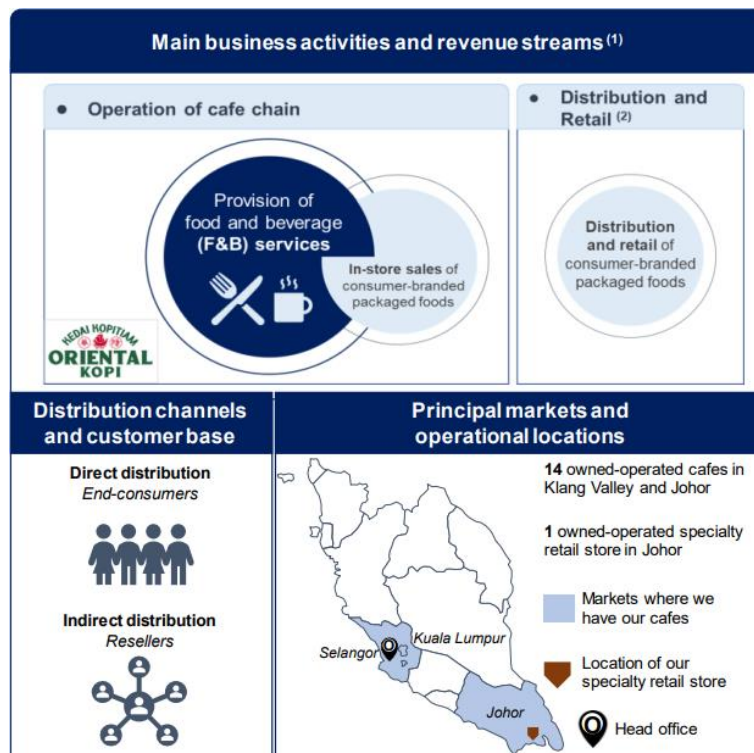 Main business activities and revenue streams (1)
● Operation of cafe chain
Provision of
food and beverage
(F&B) services
In-store sales of
consumer-branded
packaged foods
KEDAI KOPITIAM
ORIENTAL
KOPI
● Distribution and
Retail (2)
Distribution
and retail of
consumer-branded
packaged foods
Distribution channels
and customer base
Direct distribution
End-consumers
Indirect distribution
Resellers
Principal markets and
operational locations
Selangor
Kuala Lumpur
Johor
14 owned-operated cafes in
Klang Valley and Johor
1 owned-operated specialty
retail store in Johor
Markets where we
have our cafes
Location of our
specialty retail store
Head office